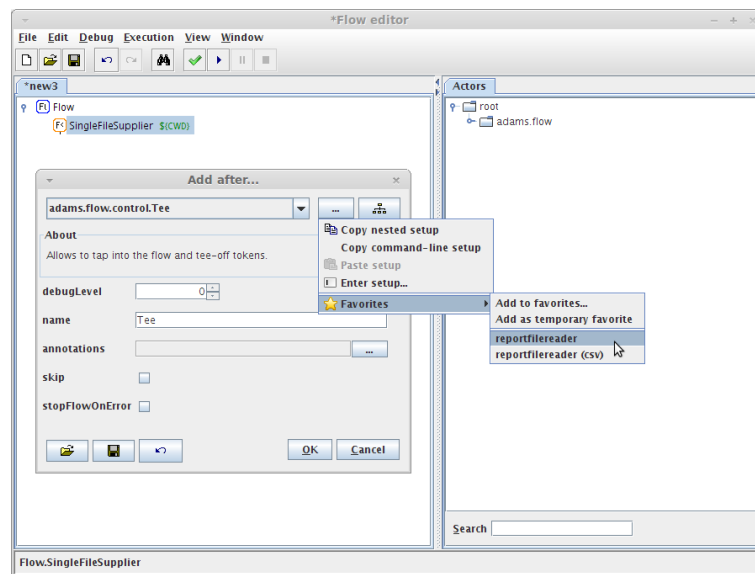 *Flow editor
File Edit Debug Execution View Window
*new3
Actors
Flow
SingleFileSupplier $(CWD)
root
adams.flow
Add after...
adams.flow.control.Tee
...
About
Allows to tap into the flow and tee-off tokens.
Copy nested setup
Copy command-line setup
Paste setup
Enter setup...
Favorites
Add to favorites...
Add as temporary favorite
reportfilereader
reportfilereader (csv)
debugLevel 0
name Tee
annotations ...
skip
stopFlowOnError
OK Cancel
Search
Flow.SingleFileSupplier